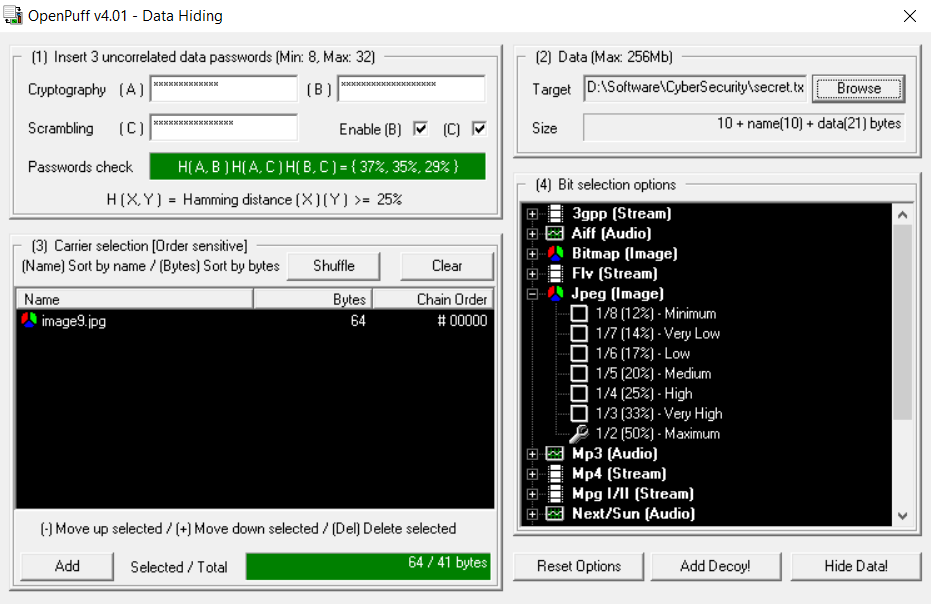 OpenPuff v4.01 - Data Hiding
(1) Insert 3 uncorrelated data passwords (Min: 8, Max: 32)
Cryptography (A) ************ (B) ******************
Scrambling (C) *************** Enable (B) (C)
Passwords check H( A, B ) H( A, C ) H( B, C ) = { 37%, 35%, 29% }
H ( X, Y ) = Hamming distance ( X ) ( Y ) >= 25%
(2) Data (Max: 256Mb)
Target D:\Software\CyberSecurity\secret.tx Browse
Size 10 + name(10) + data(21) bytes
(3) Carrier selection [Order sensitive]
(Name) Sort by name / (Bytes) Sort by bytes Shuffle Clear
Name Bytes Chain Order
image9.jpg 64 # 00000
(-) Move up selected / (+) Move down selected / (Del) Delete selected
Add Selected / Total 64 / 41 bytes
(4) Bit selection options
3gpp (Stream)
Aiff (Audio)
Bitmap (Image)
Flv (Stream)
Jpeg (Image)
1/8 (12%) - Minimum
1/7 (14%) - Very Low
1/6 (17%) - Low
1/5 (20%) - Medium
1/4 (25%) - High
1/3 (33%) - Very High
1/2 (50%) - Maximum
Mp3 (Audio)
Mp4 (Stream)
Mpg I/II (Stream)
Next/Sun (Audio)
Reset Options Add Decoy! Hide Data!